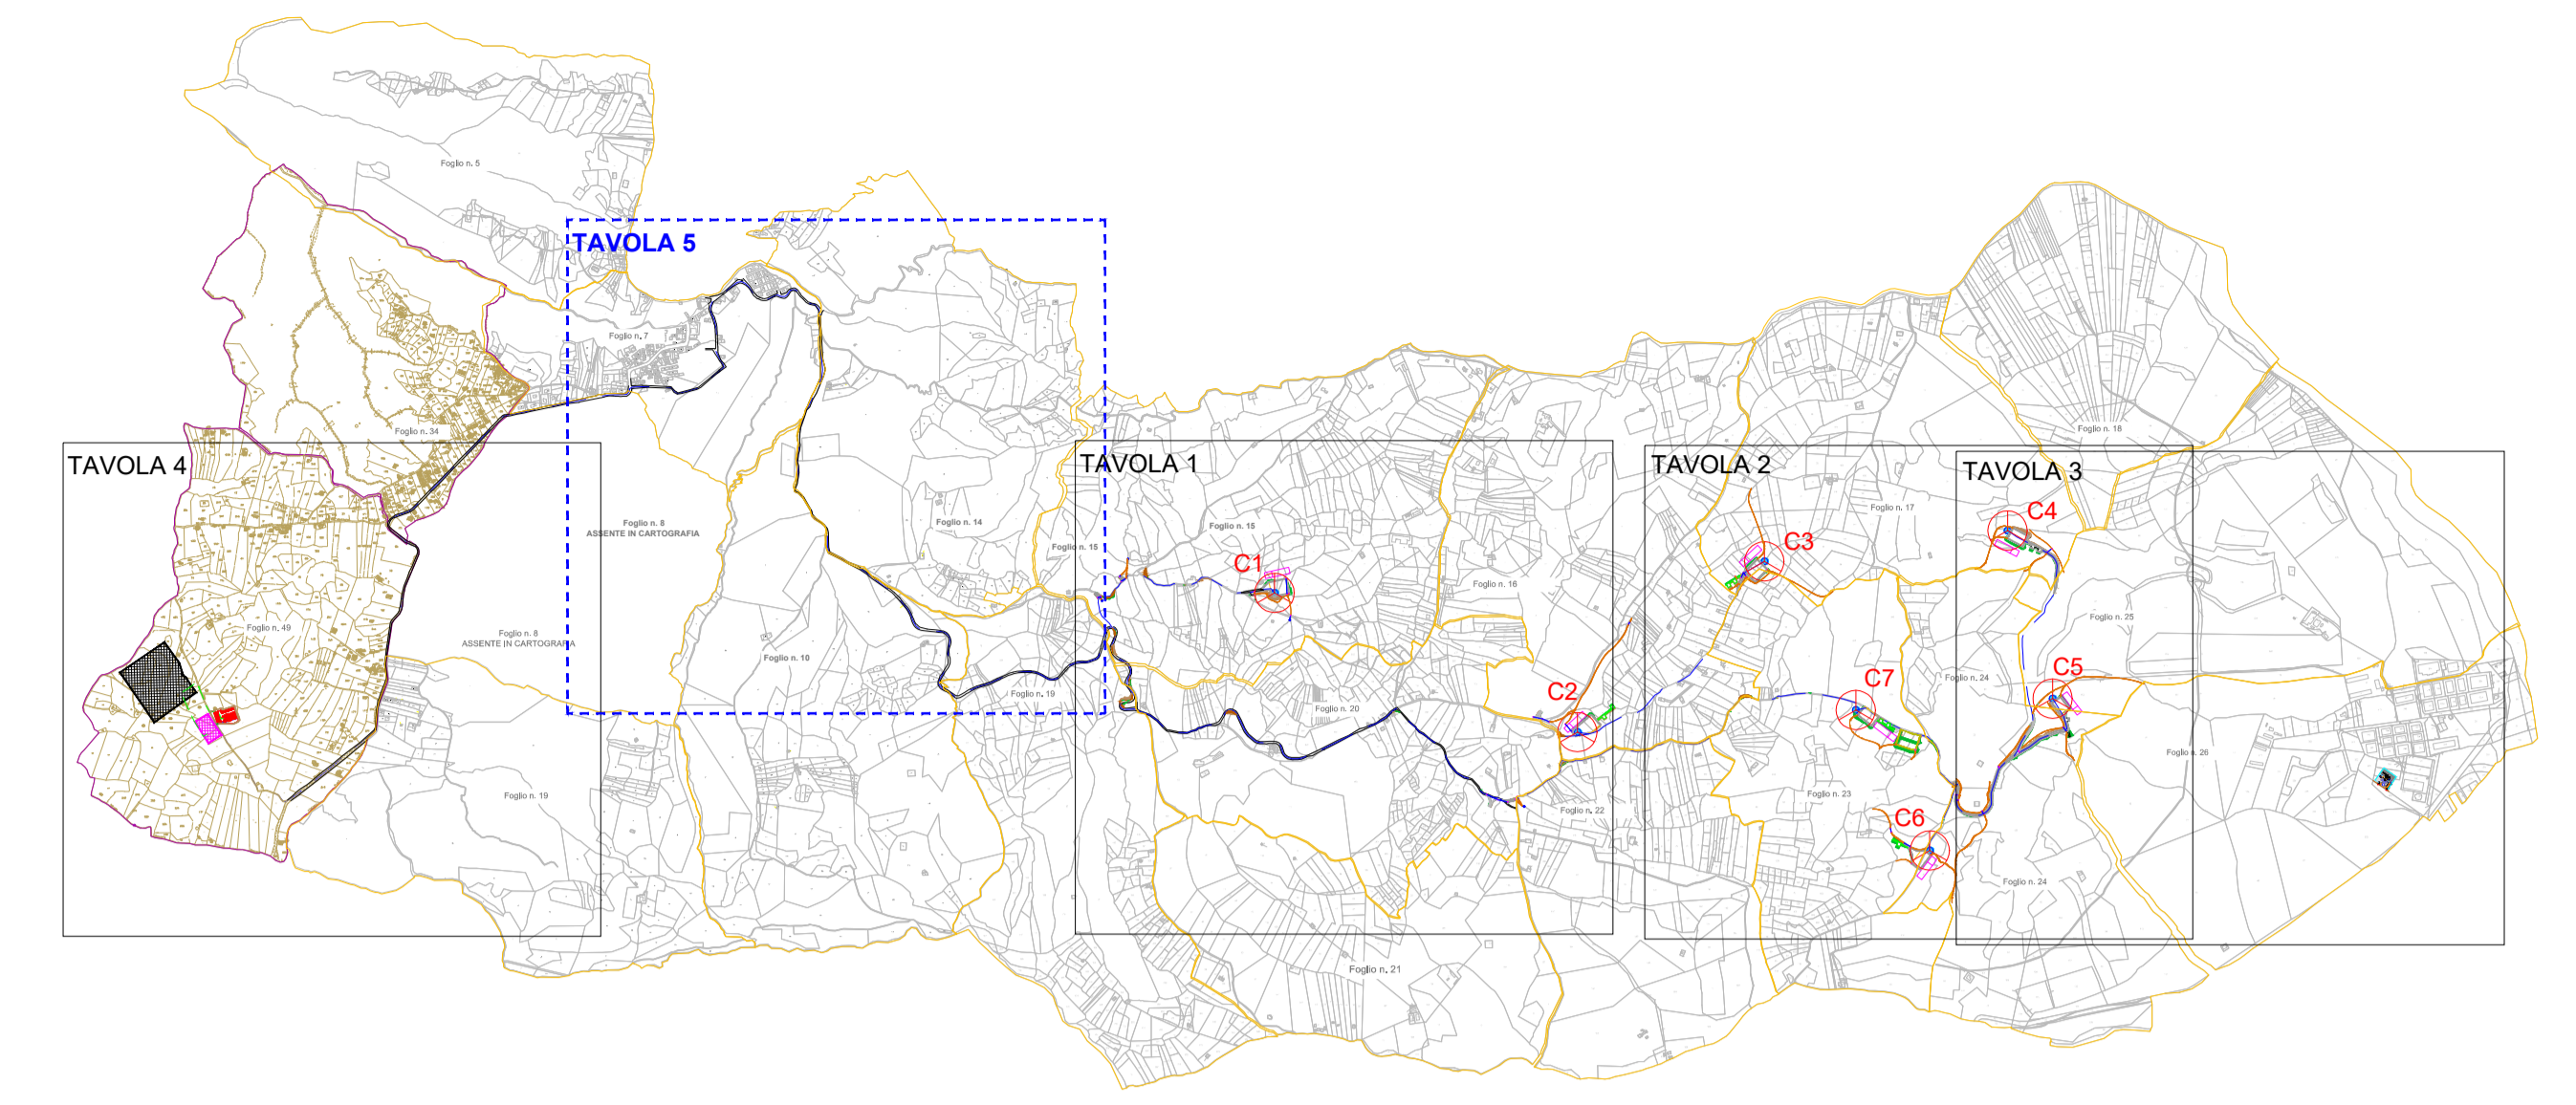 Foglio n. 5
TAVOLA 5
Foglio n. 7
Foglio n. 34
Foglio n. 18
TAVOLA 4
TAVOLA 1
TAVOLA 2
TAVOLA 3
Foglio n. 8
ASSENTE IN CARTOGRAFIA
Foglio n. 14
Foglio n. 15
Foglio n. 15
Foglio n. 17
C4
C3
C1
Foglio n. 16
Foglio n. 49
Foglio n. 8
ASSENTE IN CARTOGRAFIA
Foglio n. 10
Foglio n. 25
Foglio n. 19
Foglio n. 20
C2
C7
Foglio n. 24
C5
Foglio n. 26
Foglio n. 19
Foglio n. 22
Foglio n. 23
C6
Foglio n. 24
Foglio n. 21